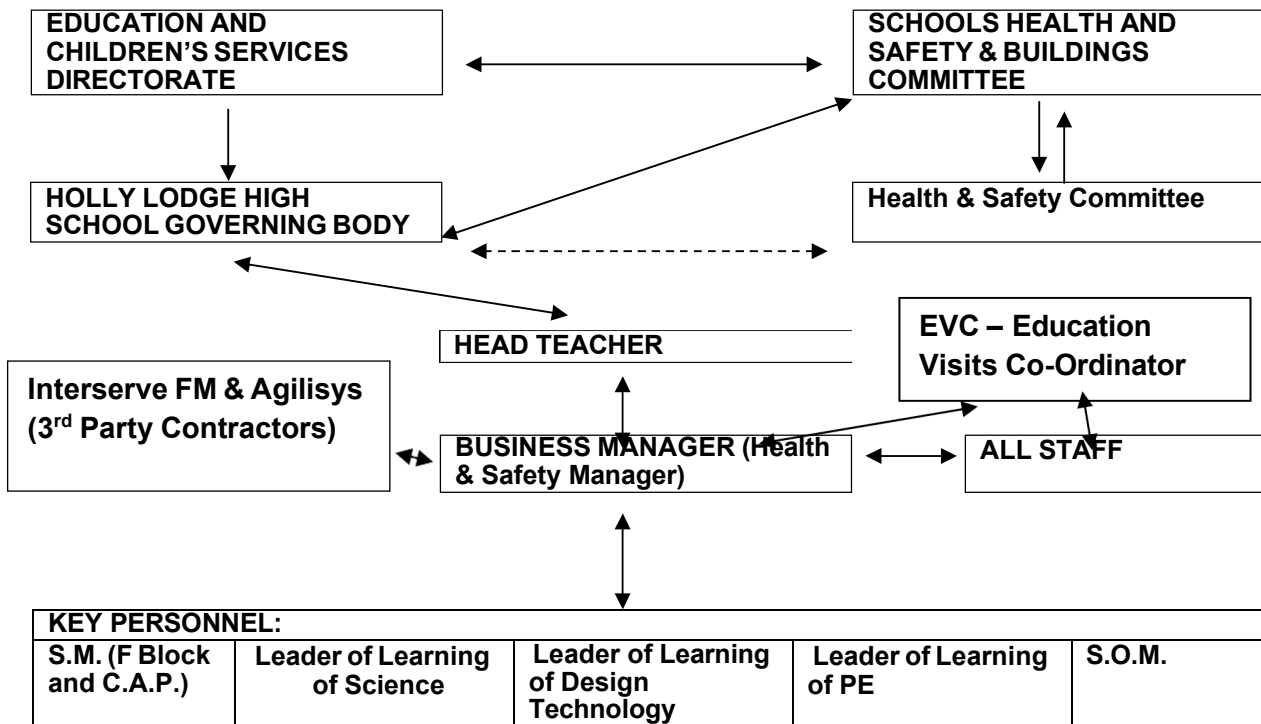 EDUCATION AND
CHILDREN’S SERVICES
DIRECTORATE
SCHOOLS HEALTH AND
SAFETY & BUILDINGS
COMMITTEE
HOLLY LODGE HIGH
SCHOOL GOVERNING BODY
Health & Safety Committee
HEAD TEACHER
EVC – Education
Visits Co-Ordinator
Interserve FM & Agilisys
(3rd Party Contractors)
BUSINESS MANAGER (Health
& Safety Manager)
ALL STAFF
KEY PERSONNEL:
S.M. (F Block
and C.A.P.)
Leader of Learning
of Science
Leader of Learning
of Design
Technology
Leader of Learning
of PE
S.O.M.